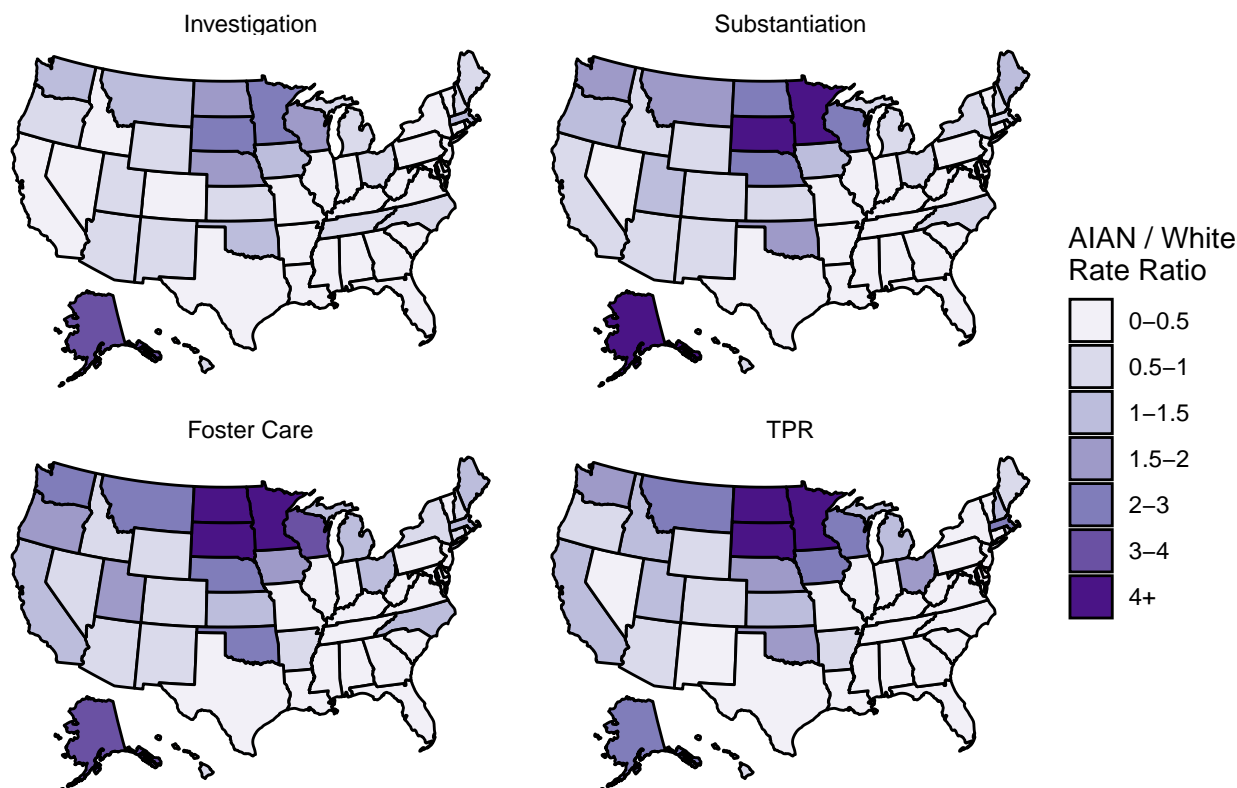 Investigation
Substantiation
Foster Care
TPR
AIAN / White
Rate Ratio
0–0.5
0.5–1
1–1.5
1.5–2
2–3
3–4
4+